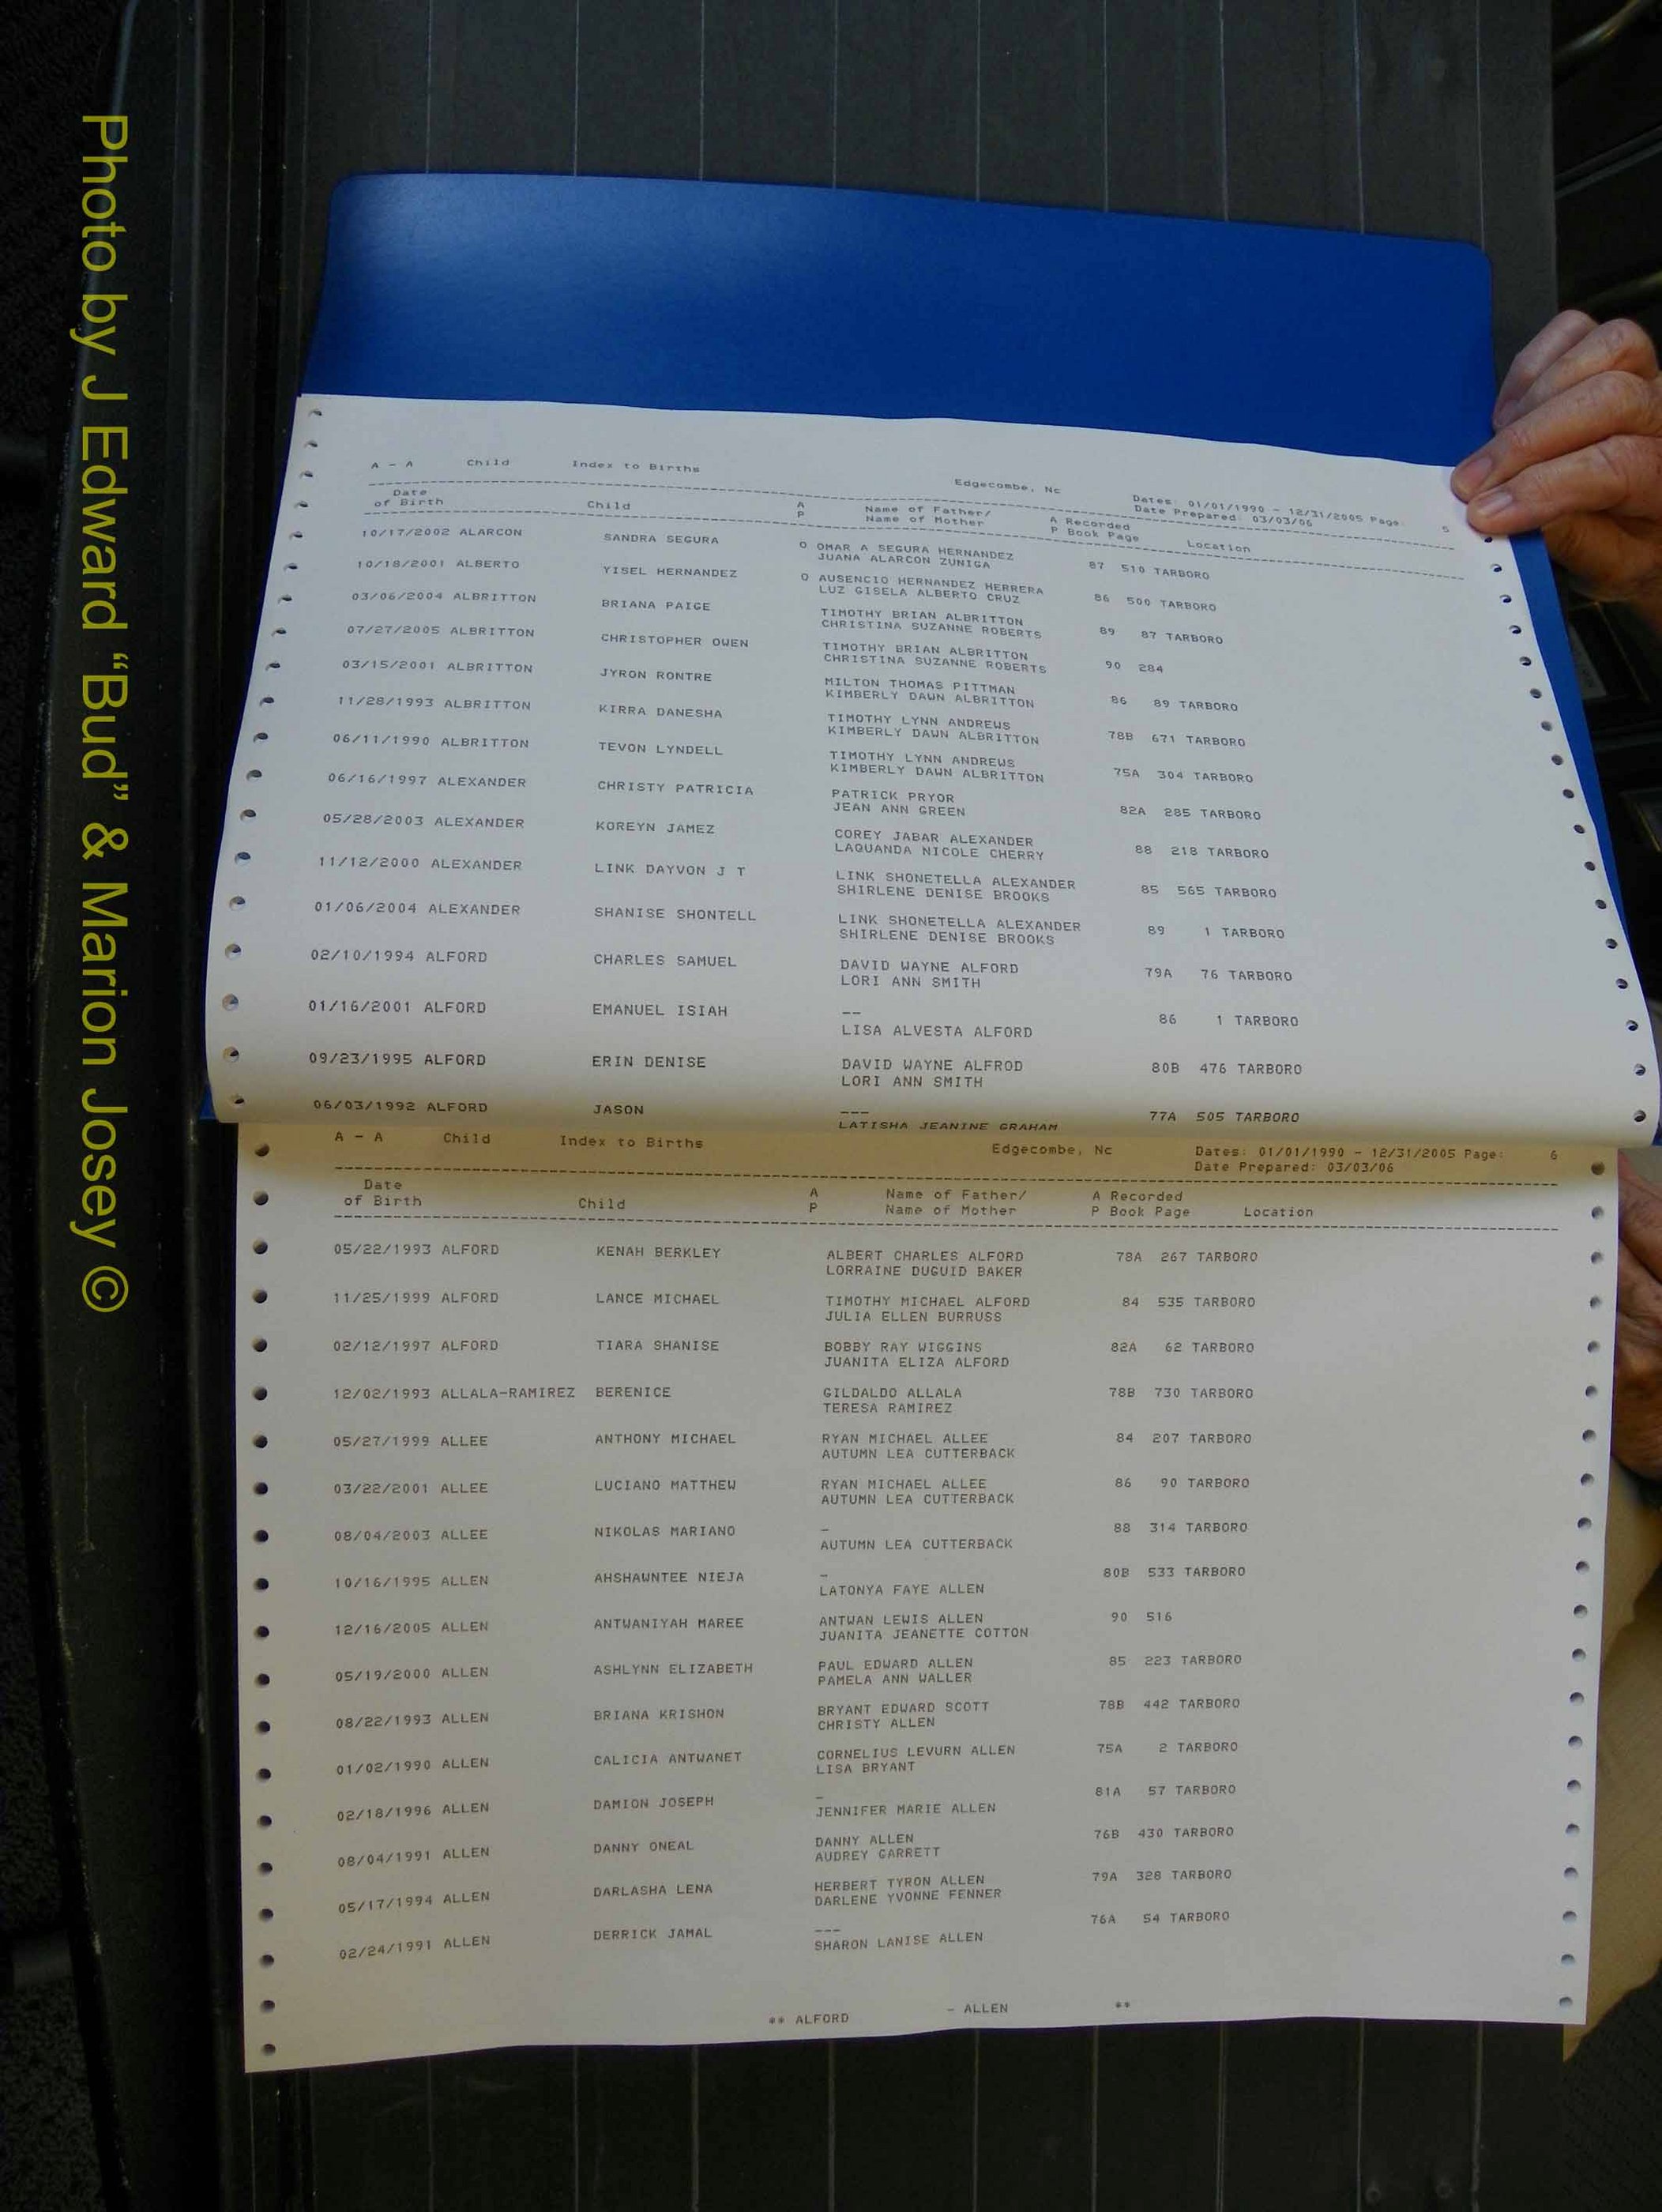 Photo by J Edward “Bud” & Marion Josey ©
A - A Child Index to Births Edgecombe, Nc Dates: 01/01/1990 - 12/31/2005 Page: 5
Date Prepared: 03/03/06
Date of Birth Child A P Name of Father/ Name of Mother A P Recorded Book Page Location
10/17/2002 ALARCON SANDRA SEGURA O OMAR A SEGURA HERNANDEZ 87 510 TARBORO
JUANA ALARCON ZUNIGA
10/18/2001 ALBERTO YISEL HERNANDEZ O AUSENCIO HERNANDEZ HERRERA 86 500 TARBORO
LUZ GISELA ALBERTO CRUZ
03/06/2004 ALBRITTON BRIANA PAIGE TIMOTHY BRIAN ALBRITTON 89 87 TARBORO
CHRISTINA SUZANNE ROBERTS
07/27/2005 ALBRITTON CHRISTOPHER OWEN TIMOTHY BRIAN ALBRITTON 90 284
CHRISTINA SUZANNE ROBERTS
03/15/2001 ALBRITTON JYRON RONTRE MILTON THOMAS PITTMAN 86 89 TARBORO
KIMBERLY DAWN ALBRITTON
11/28/1993 ALBRITTON KIRRA DANESHA TIMOTHY LYNN ANDREWS 78B 671 TARBORO
KIMBERLY DAWN ALBRITTON
06/11/1990 ALBRITTON TEVON LYNDELL TIMOTHY LYNN ANDREWS 75A 304 TARBORO
KIMBERLY DAWN ALBRITTON
06/16/1997 ALEXANDER CHRISTY PATRICIA PATRICK PRYOR 82A 285 TARBORO
JEAN ANN GREEN
05/28/2003 ALEXANDER KOREYN JAMEZ COREY JABAR ALEXANDER 88 218 TARBORO
LAQUANDA NICOLE CHERRY
11/12/2000 ALEXANDER LINK DAYVON J T LINK SHONETELLA ALEXANDER 85 565 TARBORO
SHIRLENE DENISE BROOKS
01/06/2004 ALEXANDER SHANISE SHONTELL LINK SHONETELLA ALEXANDER 89 1 TARBORO
SHIRLENE DENISE BROOKS
02/10/1994 ALFORD CHARLES SAMUEL DAVID WAYNE ALFORD 79A 76 TARBORO
LORI ANN SMITH
01/16/2001 ALFORD EMANUEL ISIAH -- 86 1 TARBORO
LISA ALVESTA ALFORD
09/23/1995 ALFORD ERIN DENISE DAVID WAYNE ALFROD 80B 476 TARBORO
LORI ANN SMITH
06/03/1992 ALFORD JASON --- 77A 505 TARBORO
LATISHA JEANINE GRAHAM
A - A Child Index to Births Edgecombe, Nc Dates: 01/01/1990 - 12/31/2005 Page: 6
Date Prepared: 03/03/06
Date of Birth Child A P Name of Father/ Name of Mother A P Recorded Book Page Location
05/22/1993 ALFORD KENAH BERKLEY ALBERT CHARLES ALFORD 78A 267 TARBORO
LORRAINE DUGUID BAKER
11/25/1999 ALFORD LANCE MICHAEL TIMOTHY MICHAEL ALFORD 84 535 TARBORO
JULIA ELLEN BURRUSS
02/12/1997 ALFORD TIARA SHANISE BOBBY RAY WIGGINS 82A 62 TARBORO
JUANITA ELIZA ALFORD
12/02/1993 ALLALA-RAMIREZ BERENICE GILDALDO ALLALA 78B 730 TARBORO
TERESA RAMIREZ
05/27/1999 ALLEE ANTHONY MICHAEL RYAN MICHAEL ALLEE 84 207 TARBORO
AUTUMN LEA CUTTERBACK
03/22/2001 ALLEE LUCIANO MATTHEW RYAN MICHAEL ALLEE 86 90 TARBORO
AUTUMN LEA CUTTERBACK
08/04/2003 ALLEE NIKOLAS MARIANO - 88 314 TARBORO
AUTUMN LEA CUTTERBACK
10/16/1995 ALLEN AHSHAWNTEE NIEJA - 80B 533 TARBORO
LATONYA FAYE ALLEN
12/16/2005 ALLEN ANTWANIYAH MAREE ANTWAN LEWIS ALLEN 90 516
JUANITA JEANETTE COTTON
05/19/2000 ALLEN ASHLYNN ELIZABETH PAUL EDWARD ALLEN 85 223 TARBORO
PAMELA ANN WALLER
08/22/1993 ALLEN BRIANA KRISHON BRYANT EDWARD SCOTT 78B 442 TARBORO
CHRISTY ALLEN
01/02/1990 ALLEN CALICIA ANTWANET CORNELIUS LEVURN ALLEN 75A 2 TARBORO
LISA BRYANT
02/18/1996 ALLEN DAMION JOSEPH - 81A 57 TARBORO
JENNIFER MARIE ALLEN
08/04/1991 ALLEN DANNY ONEAL DANNY ALLEN 76B 430 TARBORO
AUDREY GARRETT
05/17/1994 ALLEN DARLASHA LENA HERBERT TYRON ALLEN 79A 328 TARBORO
DARLENE YVONNE FENNER
02/24/1991 ALLEN DERRICK JAMAL --- 76A 54 TARBORO
SHARON LANISE ALLEN
** ALFORD - ALLEN **